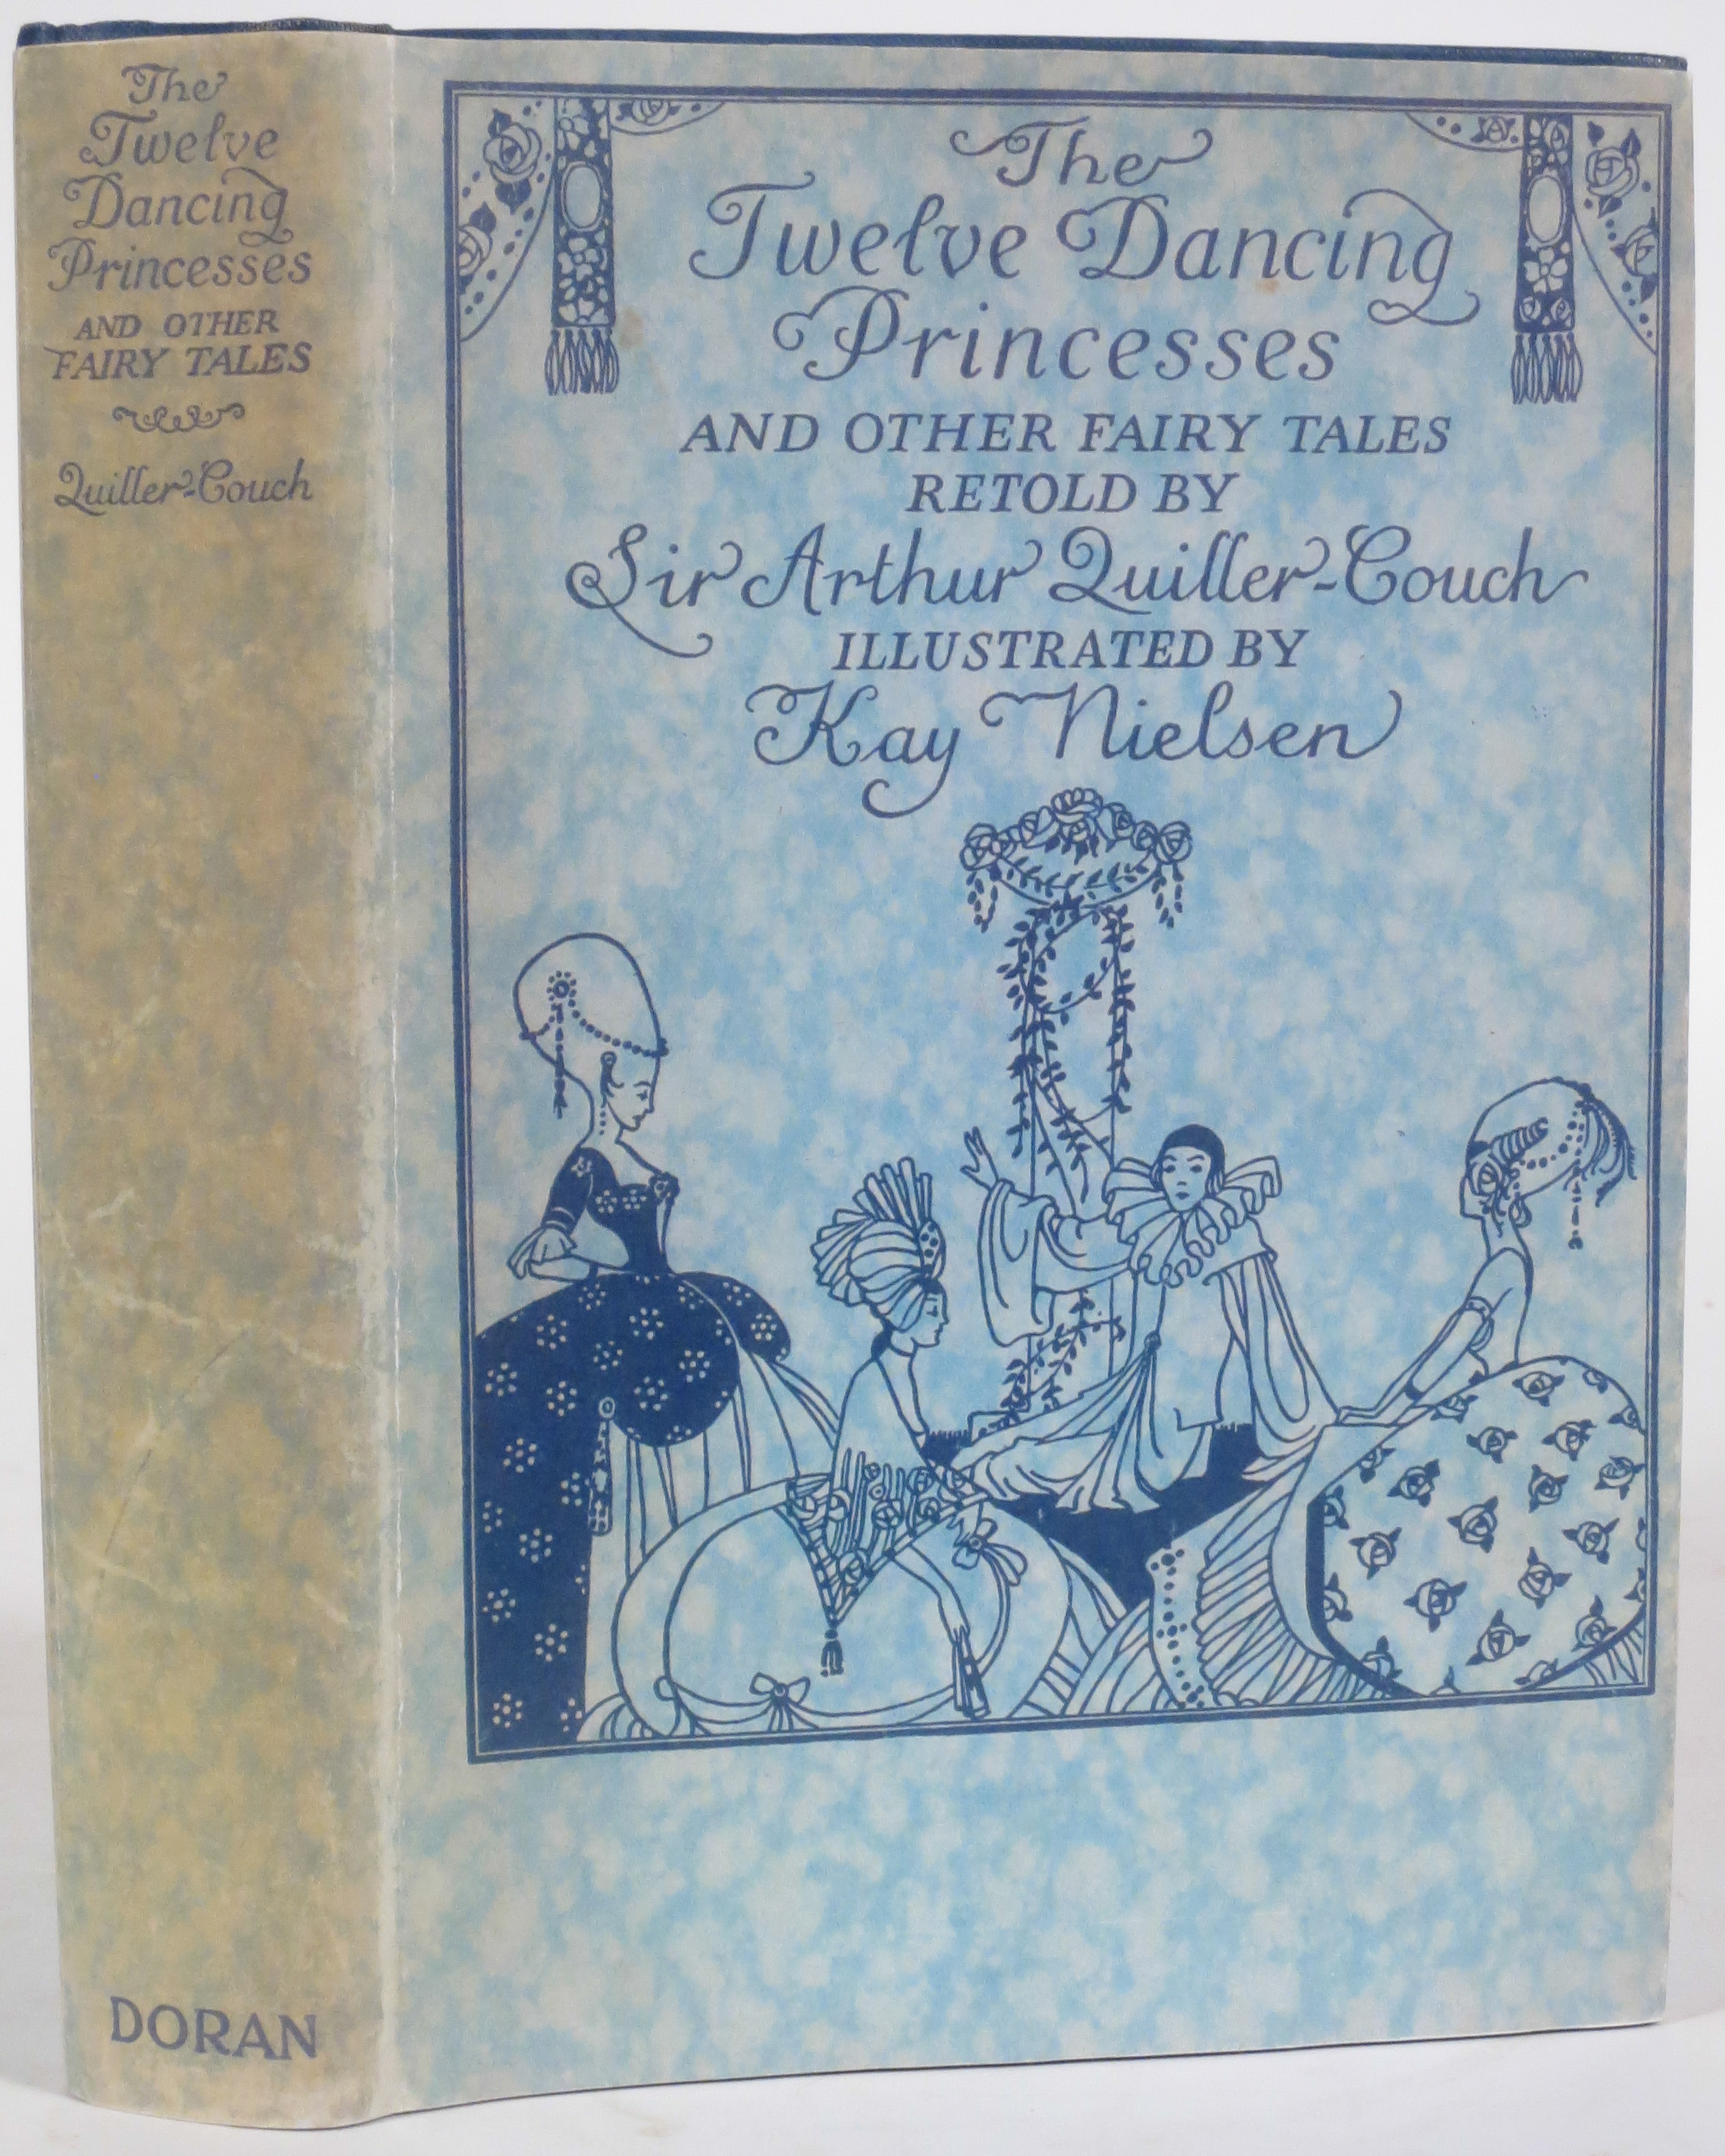 The
Twelve
Dancing
Princesses
AND OTHER
FAIRY TALES
Quiller-Couch
DORAN
The
Twelve Dancing
Princesses
AND OTHER FAIRY TALES
RETOLD BY
Sir Arthur Quiller-Couch
ILLUSTRATED BY
Kay Nielsen